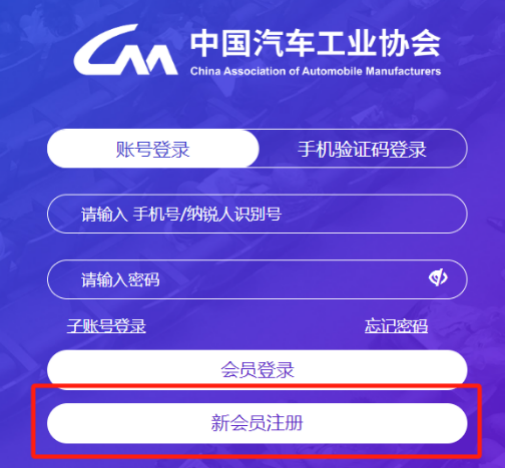 中国汽车工业协会
China Association of Automobile Manufacturers
账号登录 手机验证码登录
请输入 手机号/纳锐人识别号
请输入密码
子账号登录 忘记密码
会员登录
新会员注册